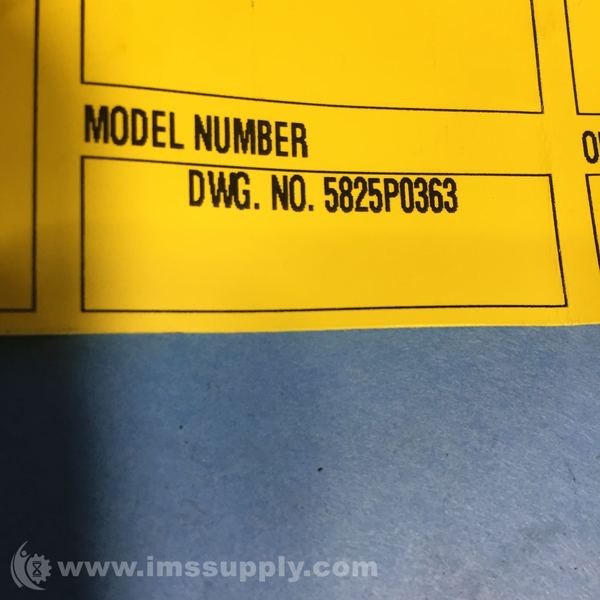 MODEL NUMBER
DWG. NO. 5825P0363
www.imssupply.com